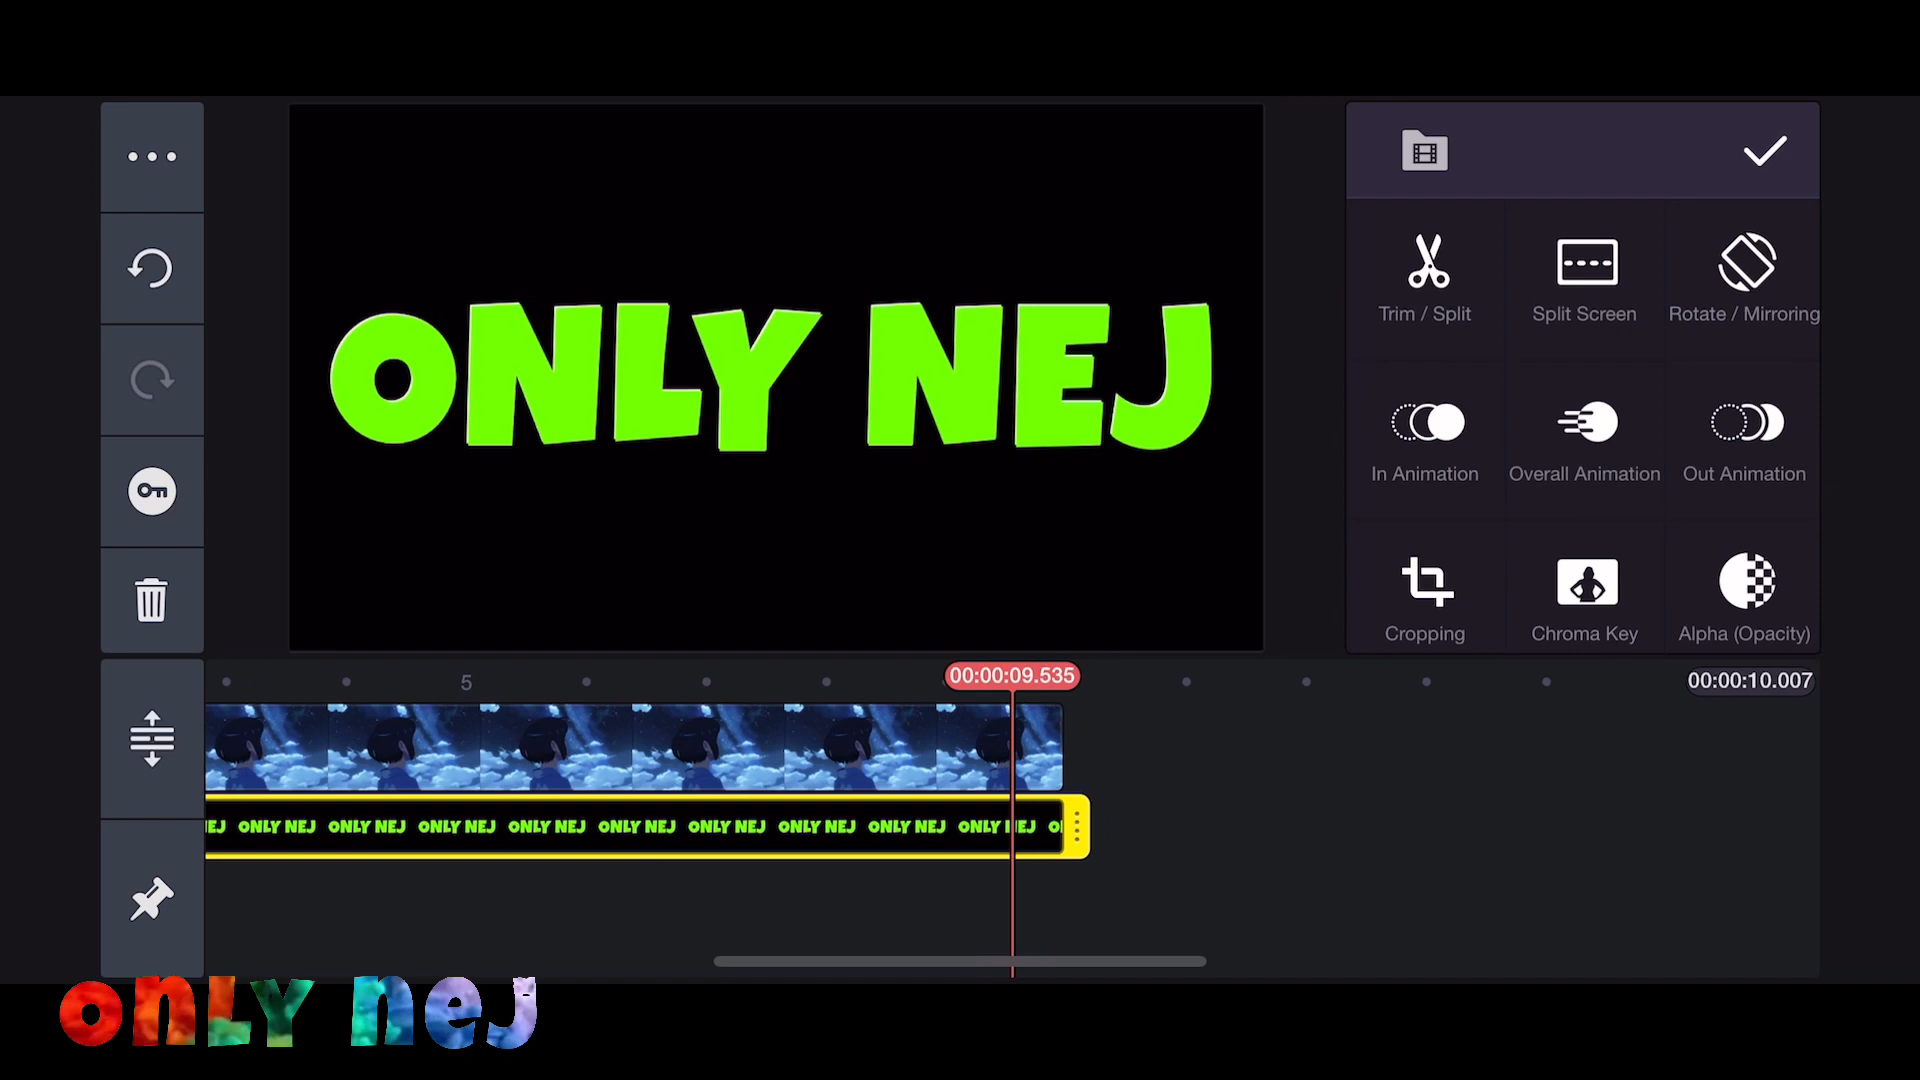 ONLY NEJ
Trim / Split
Split Screen
Rotate / Mirroring
In Animation
Overall Animation
Out Animation
Cropping
Chroma Key
Alpha (Opacity)
5
00:00:09.535
00:00:10.007
EJ ONLY NEJ ONLY NEJ ONLY NEJ ONLY NEJ ONLY NEJ ONLY NEJ ONLY NEJ ONLY NEJ ONLY NEJ O
only nej